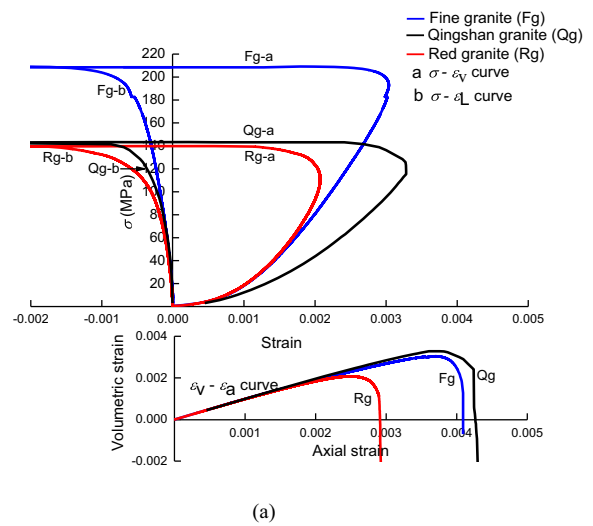 Fine granite (Fg)
Qingshan granite (Qg)
Red granite (Rg)
a σ - εv curve
b σ - εL curve
220
200
180
160
140
120
100
80
60
40
20
σ (MPa)
Fg-a
Fg-b
Qg-a
Rg-b
Rg-a
Qg-b
-0.002 -0.001 0.000 0.001 0.002 0.003 0.004 0.005
Strain
0.004
0.002
0.000
-0.002
Volumetric strain
εv - εa curve
Rg
Fg
Qg
0.001 0.002 0.003 0.004 0.005
Axial strain
(a)